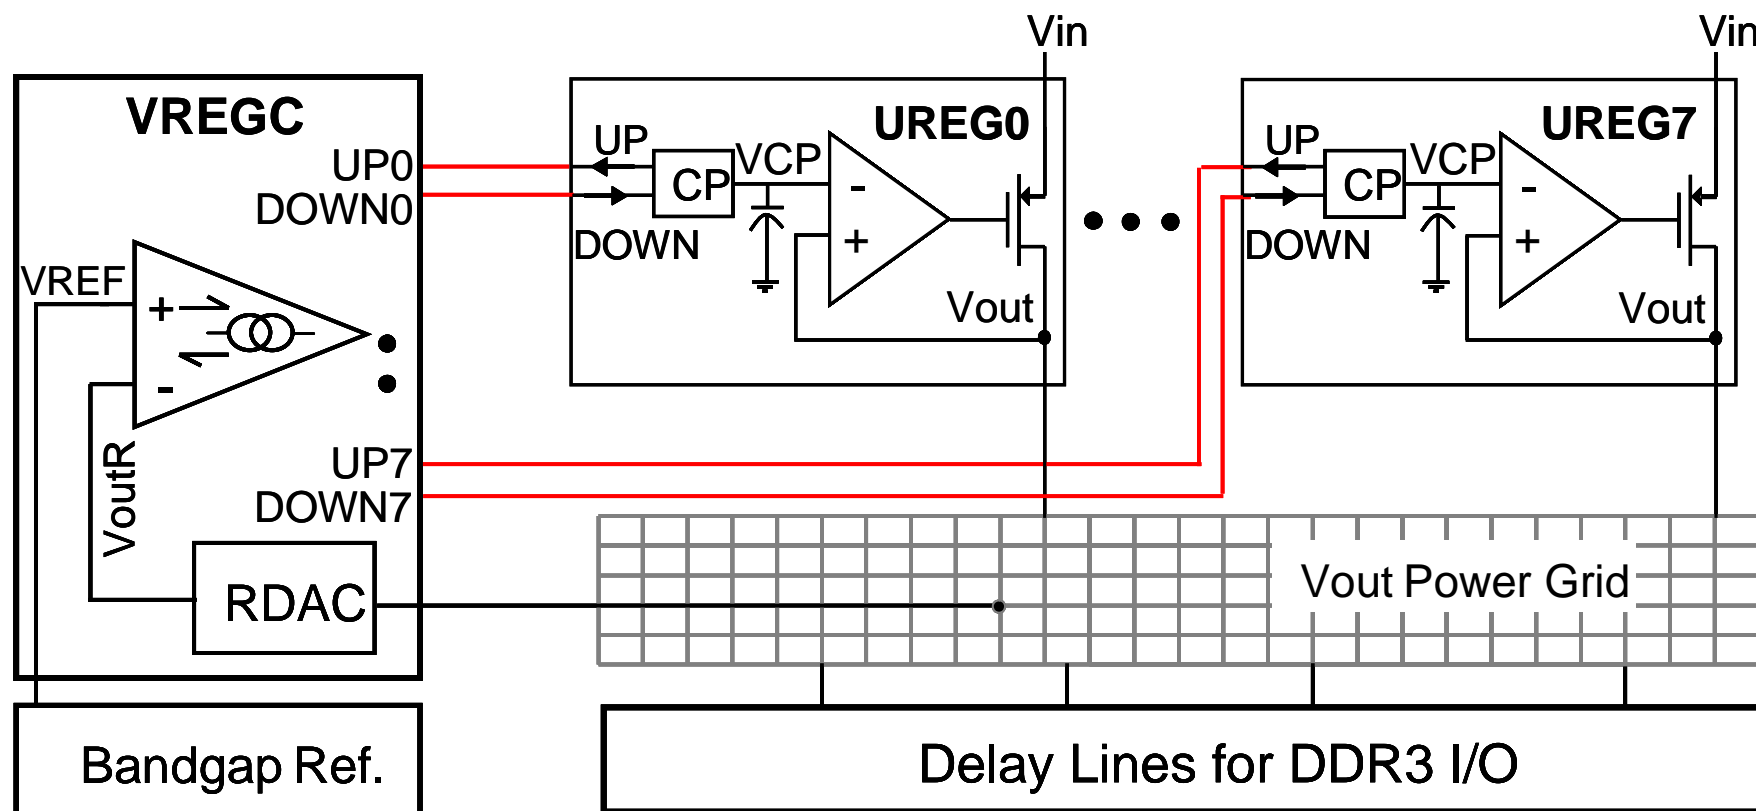 Vin
Vin
VREGC
UP0
DOWN0
VREF
+
-
VoutR
UP7
DOWN7
RDAC
Bandgap Ref.
UREG0
UP
CP
VCP
DOWN
-
+
Vout
UREG7
UP
CP
VCP
DOWN
-
+
Vout
Vout Power Grid
Delay Lines for DDR3 I/O